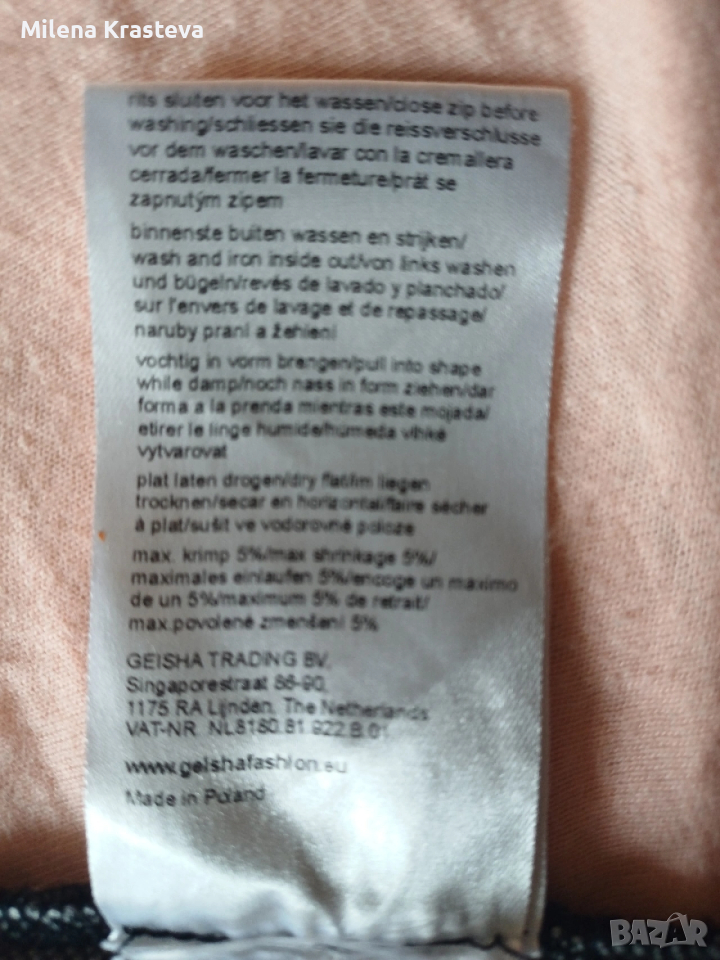 Milena Krasteva
rits sluiten voor het wassen/close zip before
washing/schliessen sie die reissverschlusse
vor dem waschen/lavar con la cremallera
cerrada/fermer la fermeture/prát se
zapnutým zipem
binnenste buiten wassen en strijken/
wash and iron inside out/von links washen
und bügeln/revés de lavado y planchado/
sur l'envers de lavage et de repassage/
naruby praní a žehlení
vochtig in vorm brengen/pull into shape
while damp/noch nass in form ziehen/dar
forma a la prenda mientras este mojada/
etirer le linge humide/húmeda vlhké
vytvarovat
plat laten drogen/dry flat/im liegen
trocknen/secar en horizontal/faire sécher
à plat/sušit ve vodorovné poloze
max. krimp 5%/max shrinkage 5%/
maximales einlaufen 5%/encoge un maximo
de un 5%/maximum 5% de retrait/
max.povolené zmenšení 5%
GEISHA TRADING BV.
Singaporestraat 86-90,
1175 RA Lijnden, The Netherlands
VAT-NR. NL8180.81.922.B.01
www.geishafashion.eu
Made in Poland
BAZAR